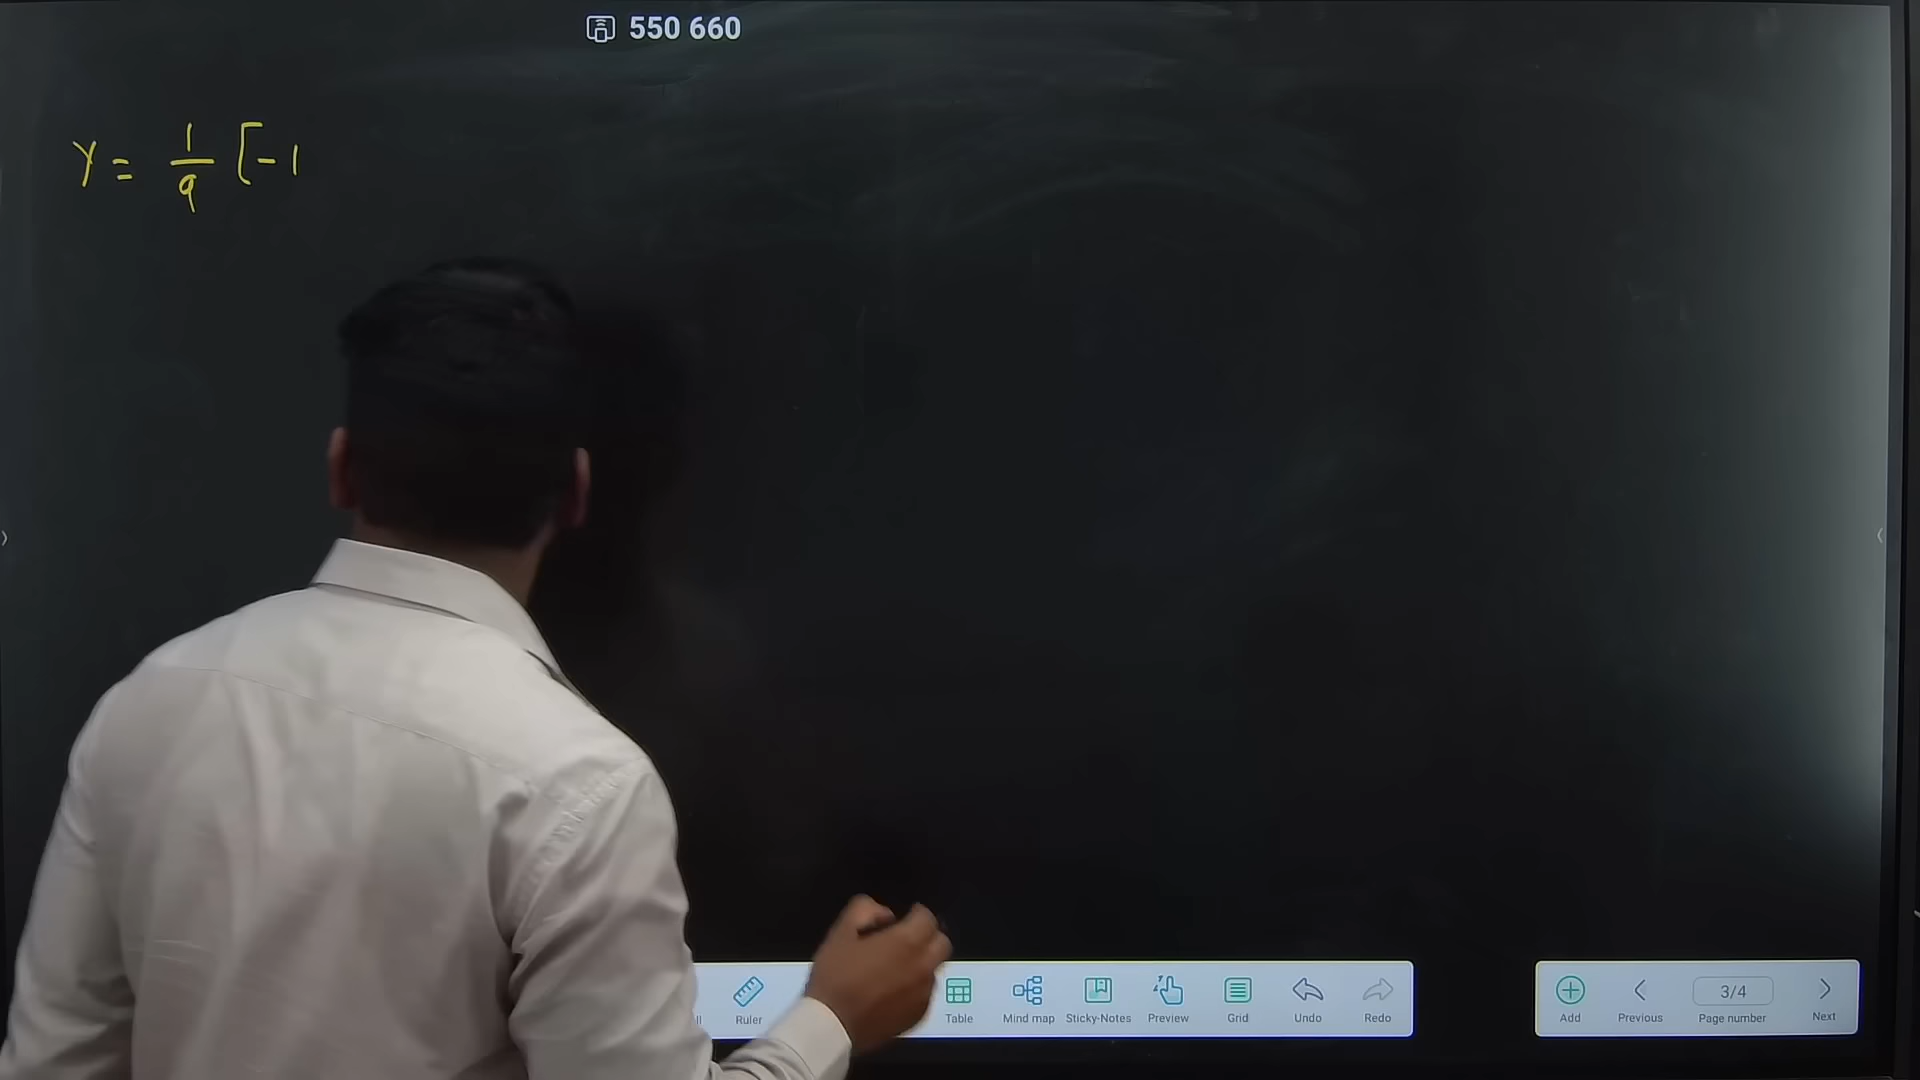 550 660
y = 1/9 [-1
ll Ruler Table Mind map Sticky-Notes Preview Grid Undo Redo
Add Previous 3/4 Page number Next